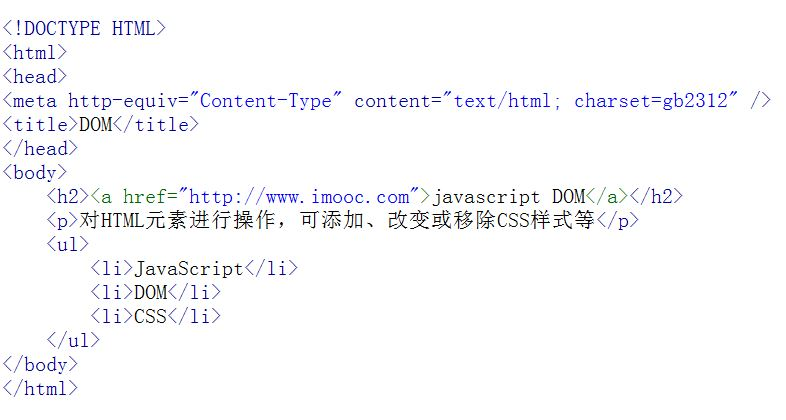 <!DOCTYPE HTML>
<html>
<head>
<meta http-equiv="Content-Type" content="text/html; charset=gb2312" />
<title>DOM</title>
</head>
<body>
    <h2><a href="http://www.imooc.com">javascript DOM</a></h2>
    <p>对HTML元素进行操作，可添加、改变或移除CSS样式等</p>
    <ul>
        <li>JavaScript</li>
        <li>DOM</li>
        <li>CSS</li>
    </ul>
</body>
</html>